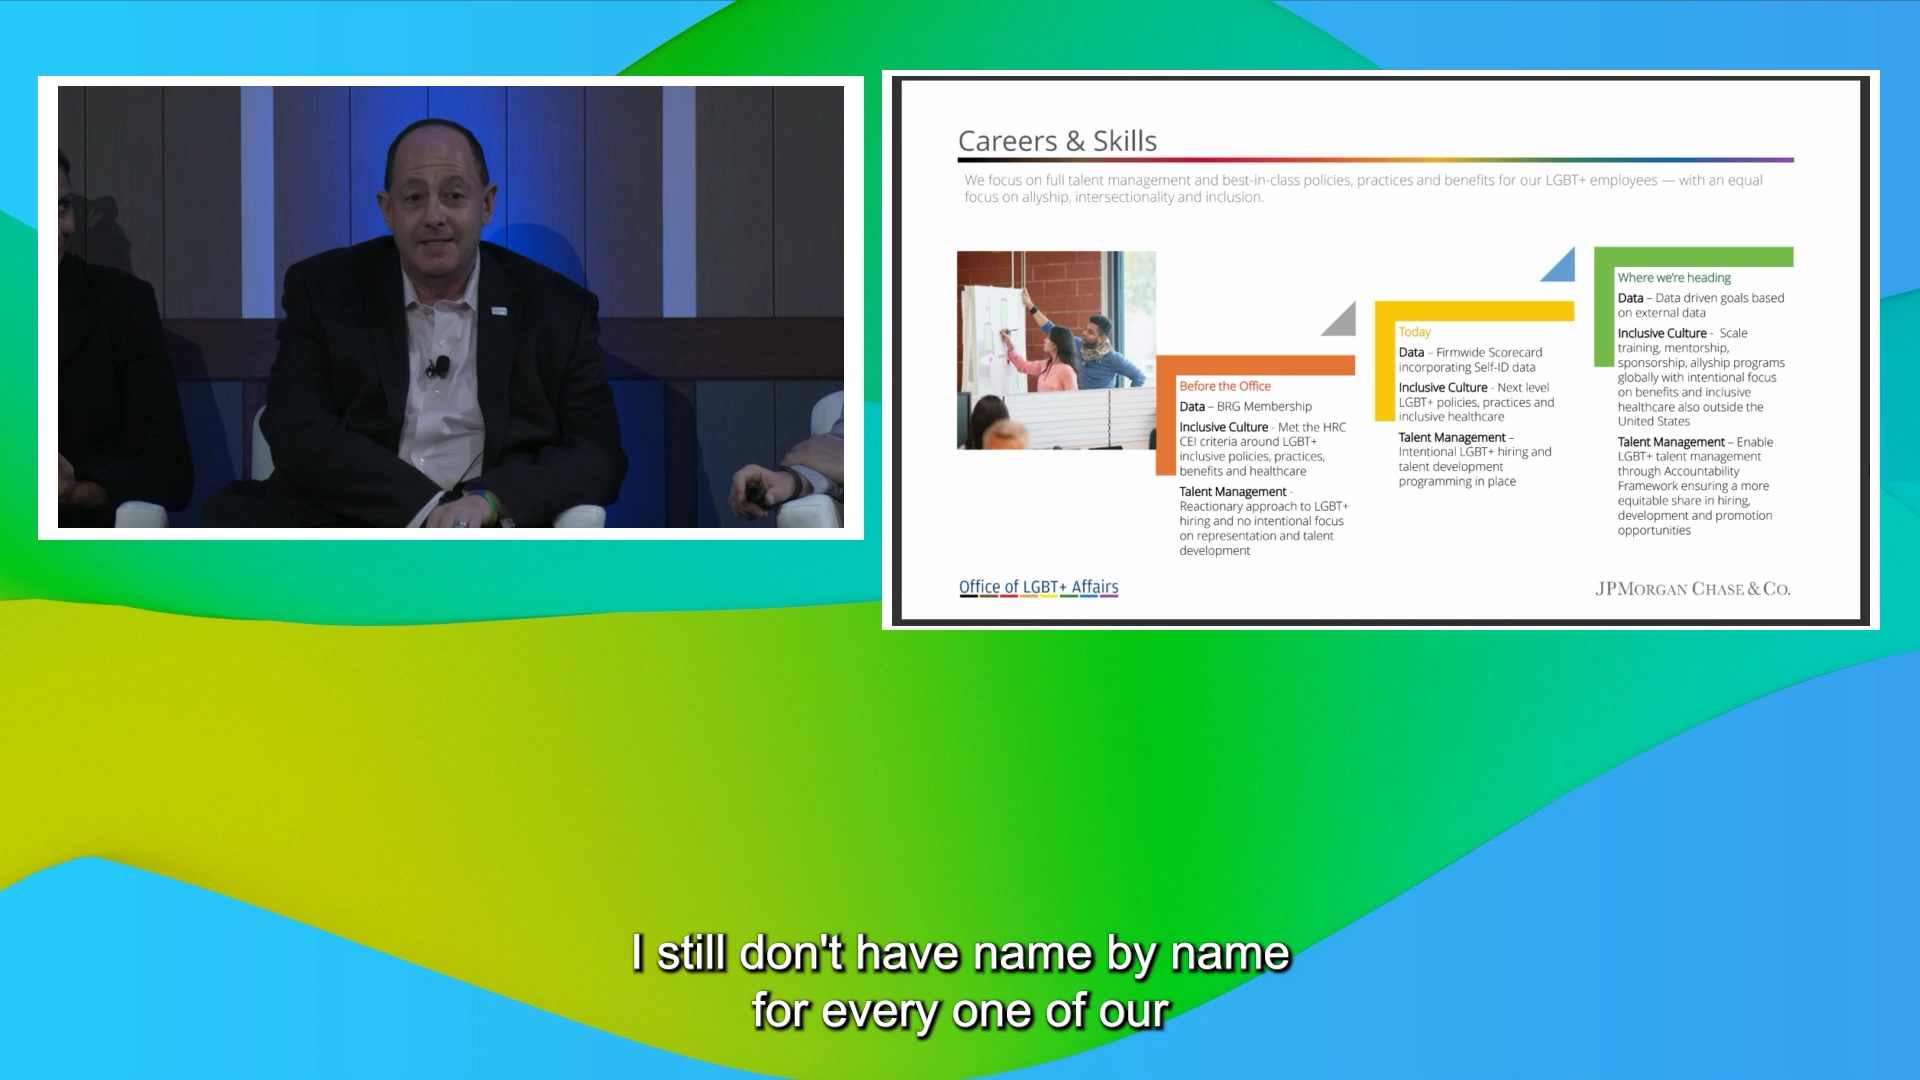 Careers & Skills
We focus on full talent management and best-in-class policies, practices and benefits for our LGBT+ employees — with an equal
focus on allyship, intersectionality and inclusion.
Before the Office
Data – BRG Membership
Inclusive Culture - Met the HRC
CEI criteria around LGBT+
inclusive policies, practices,
benefits and healthcare
Talent Management -
Reactionary approach to LGBT+
hiring and no intentional focus
on representation and talent
development
Today
Data – Firmwide Scorecard
incorporating Self-ID data
Inclusive Culture - Next level
LGBT+ policies, practices and
inclusive healthcare
Talent Management –
Intentional LGBT+ hiring and
talent development
programming in place
Where we're heading
Data – Data driven goals based
on external data
Inclusive Culture - Scale
training, mentorship,
sponsorship, allyship programs
globally with intentional focus
on benefits and inclusive
healthcare also outside the
United States
Talent Management – Enable
LGBT+ talent management
through Accountability
Framework ensuring a more
equitable share in hiring,
development and promotion
opportunities
Office of LGBT+ Affairs
JPMORGAN CHASE & CO.
I still don't have name by name
for every one of our